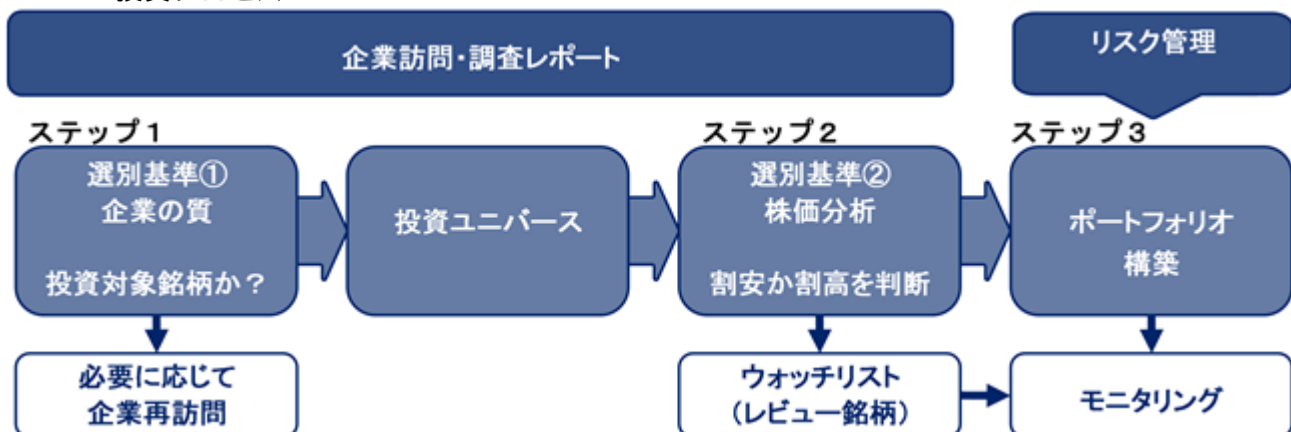 企業訪問・調査レポート
リスク管理
ステップ１
選別基準①
企業の質
投資対象銘柄か？
投資ユニバース
ステップ２
選別基準②
株価分析
割安か割高を判断
ステップ３
ポートフォリオ
構築
必要に応じて
企業再訪問
ウォッチリスト
（レビュー銘柄）
モニタリング